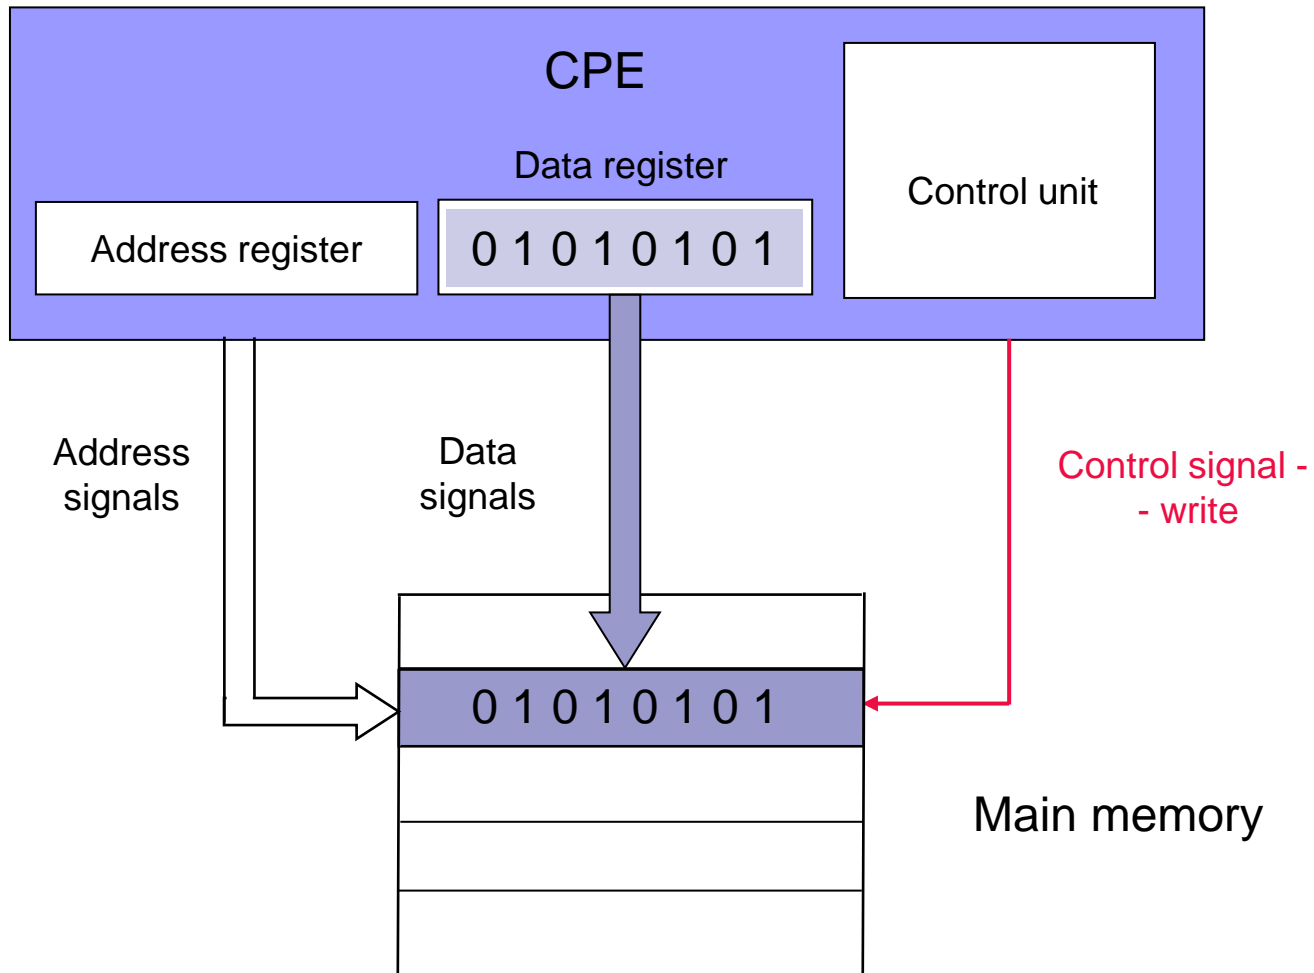 CPE
Data register
Control unit
Address register
0 1 0 1 0 1 0 1
Address
signals
Data
signals
Control signal -
- write
0 1 0 1 0 1 0 1
Main memory